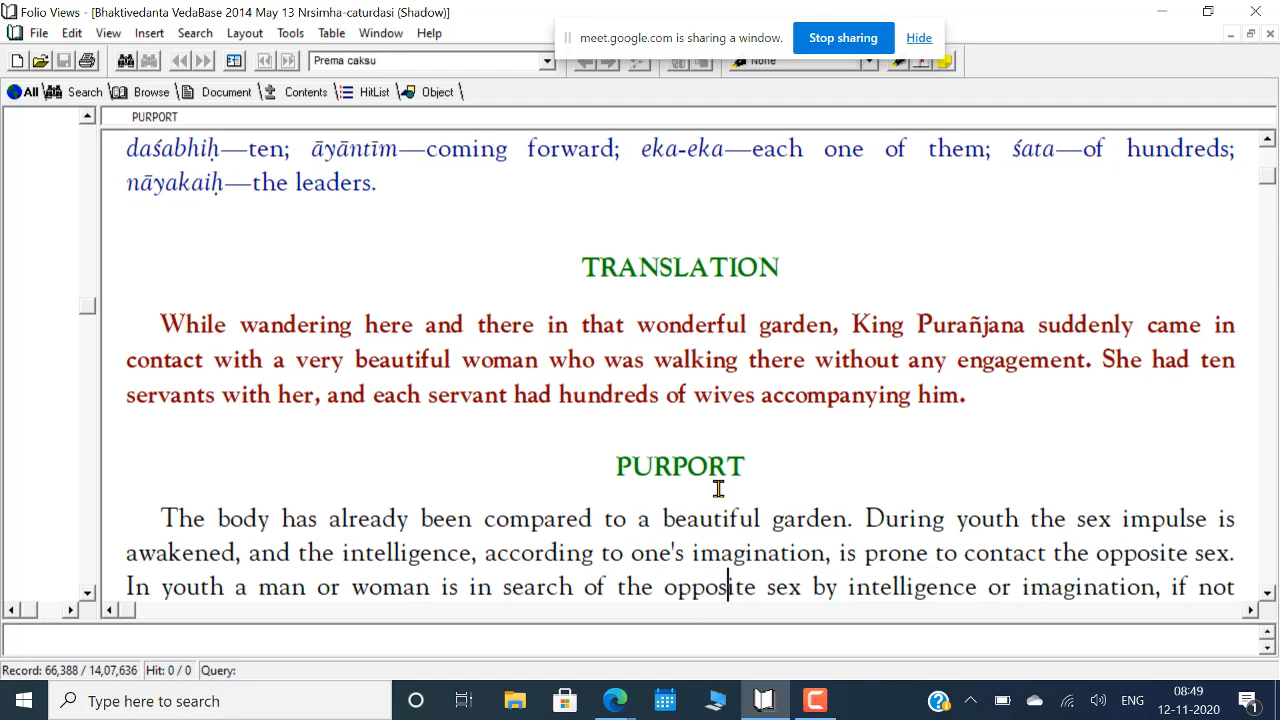 Folio Views - [Bhaktivedanta VedaBase 2014 May 13 Nrsimha-caturdasi (Shadow)]
meet.google.com is sharing a window. Stop sharing Hide
File Edit View Insert Search Layout Tools Table Window Help
Prema caksu
None
All Search Browse Document Contents HitList Object
PURPORT
daśabhiḥ—ten; āyāntīm—coming forward; eka-eka—each one of them; śata—of hundreds;
nāyakaiḥ—the leaders.
TRANSLATION
While wandering here and there in that wonderful garden, King Purañjana suddenly came in
contact with a very beautiful woman who was walking there without any engagement. She had ten
servants with her, and each servant had hundreds of wives accompanying him.
PURPORT
The body has already been compared to a beautiful garden. During youth the sex impulse is
awakened, and the intelligence, according to one's imagination, is prone to contact the opposite sex.
In youth a man or woman is in search of the opposite sex by intelligence or imagination, if not
Record: 66,388 / 14,07,636 Hit: 0 / 0 Query:
Type here to search
ENG
08:49
12-11-2020
1